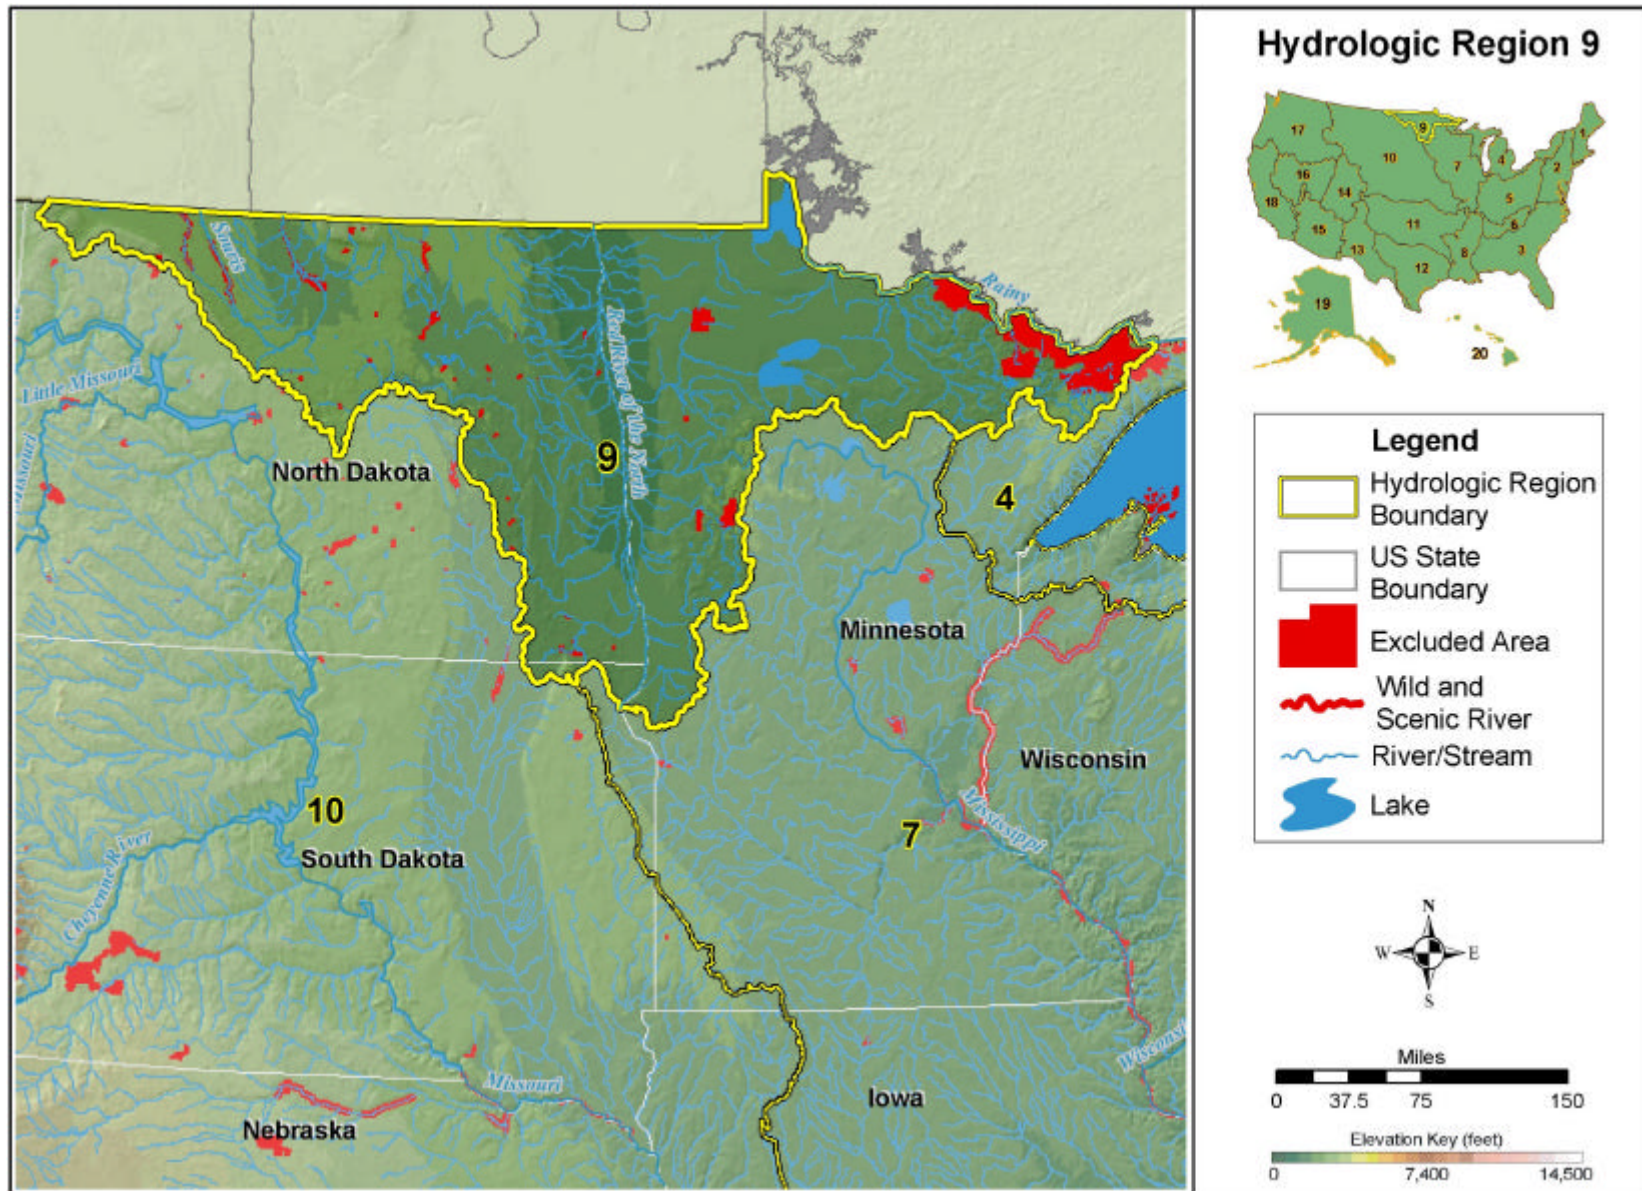 Hydrologic Region 9
17
9
1
10
7
4
2
16
14
5
18
11
6
15
13
12
8
3
19
20
Legend
Hydrologic Region
Boundary
US State
Boundary
Excluded Area
Wild and
Scenic River
River/Stream
Lake
N
W
E
S
Miles
0 37.5 75 150
Elevation Key (feet)
0 7,400 14,500
Souris
Rainy
Red River of the North
Little Missouri
Missouri
9
North Dakota
4
Minnesota
Wisconsin
10
Mississippi
7
South Dakota
Cheyenne River
Missouri
Iowa
Nebraska